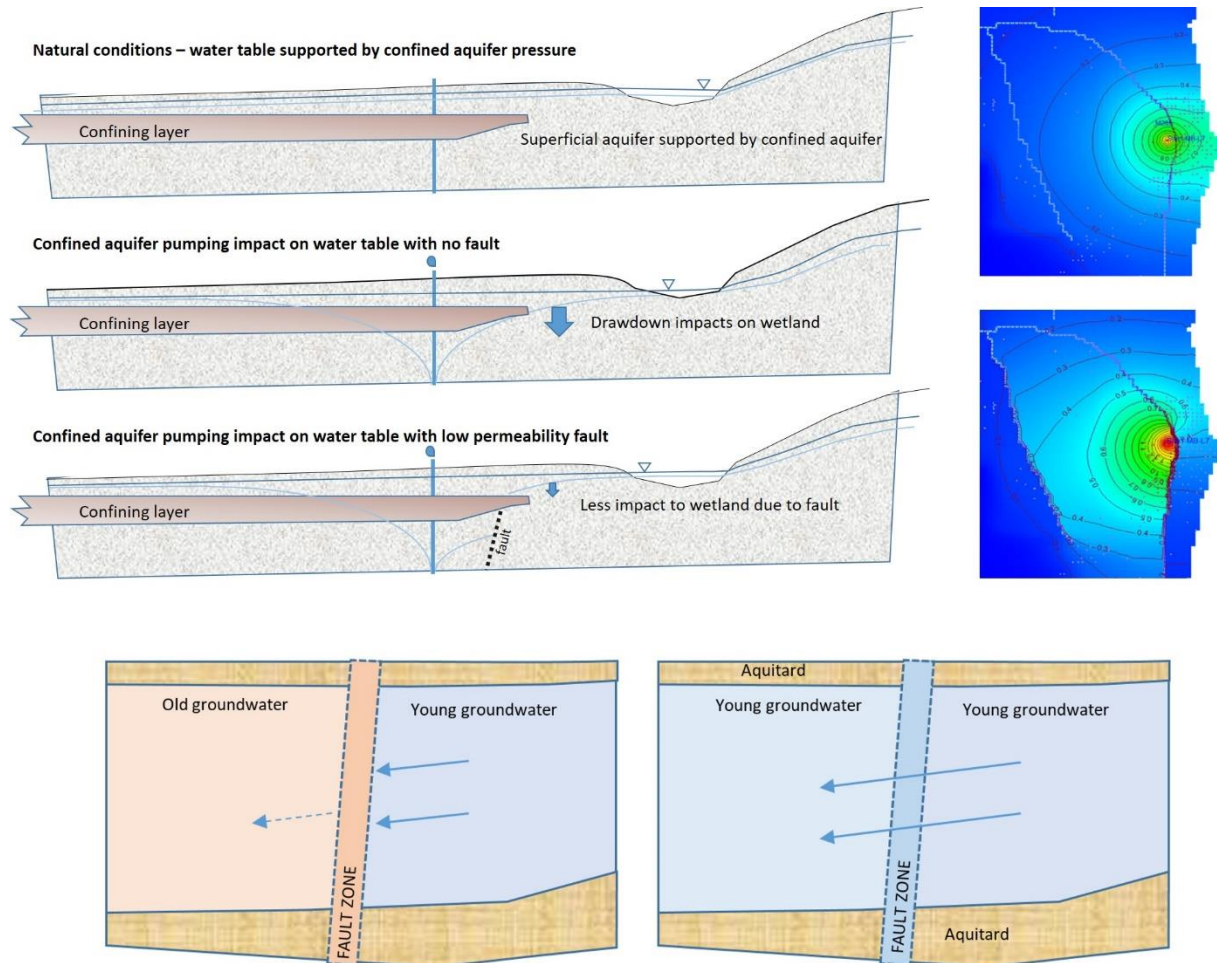 Natural conditions – water table supported by confined aquifer pressure
Confining layer
Superficial aquifer supported by confined aquifer
Confined aquifer pumping impact on water table with no fault
Confining layer
Drawdown impacts on wetland
Confined aquifer pumping impact on water table with low permeability fault
Confining layer
fault
Less impact to wetland due to fault
Old groundwater
Young groundwater
FAULT ZONE
Aquitard
Young groundwater
Young groundwater
FAULT ZONE
Aquitard